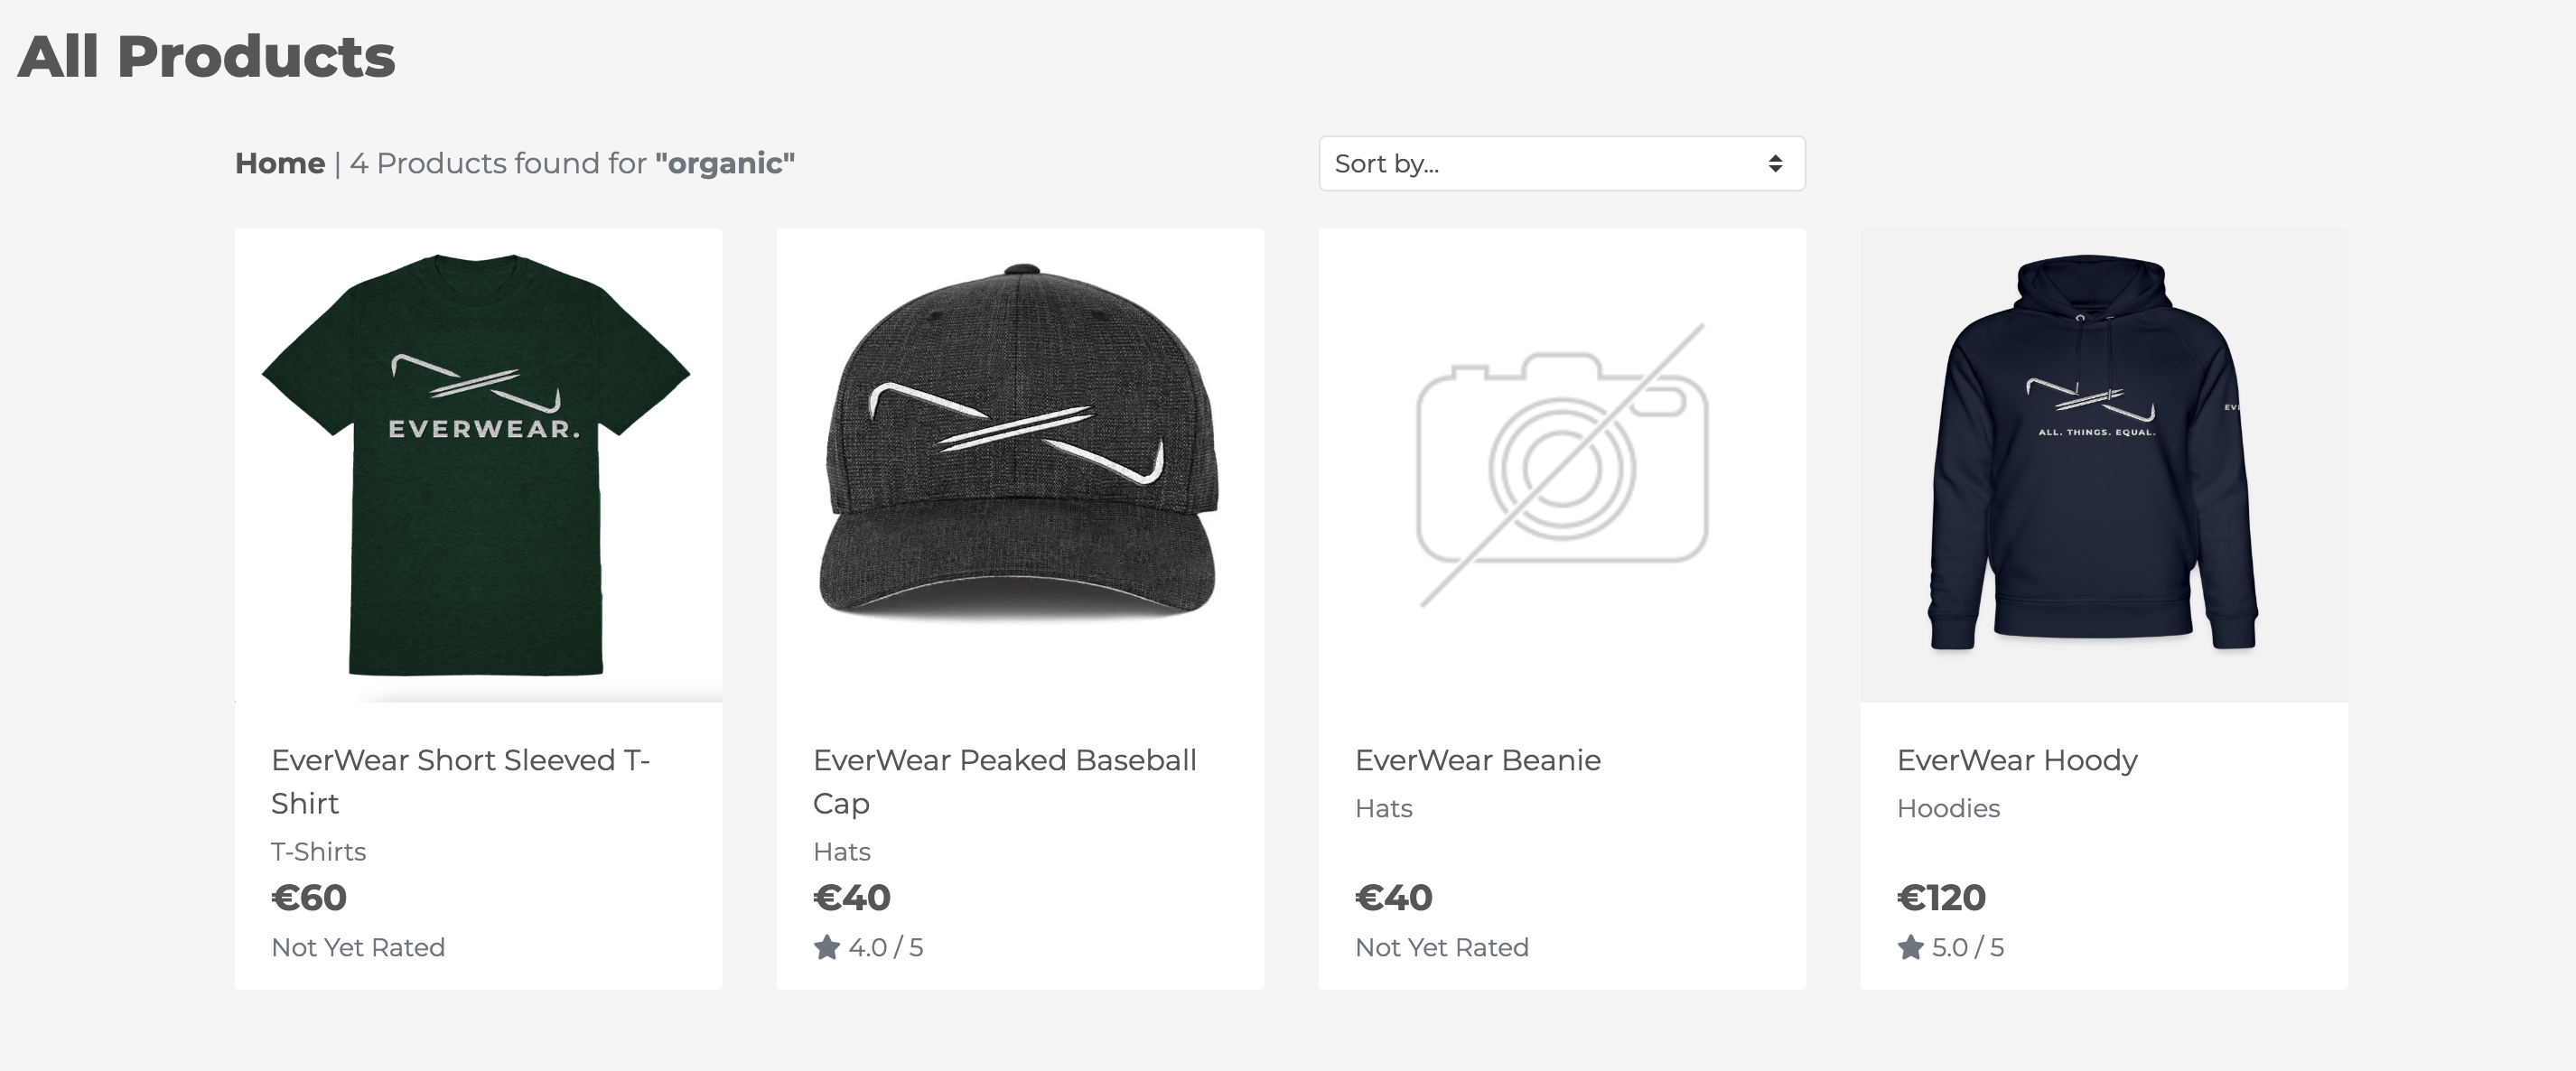 All Products
Home | 4 Products found for "organic"
Sort by...
EVERWEAR.
ALL. THINGS. EQUAL.
EverWear Short Sleeved T-
Shirt
T-Shirts
€60
Not Yet Rated
EverWear Peaked Baseball
Cap
Hats
€40
4.0 / 5
EverWear Beanie
Hats
€40
Not Yet Rated
EverWear Hoody
Hoodies
€120
5.0 / 5